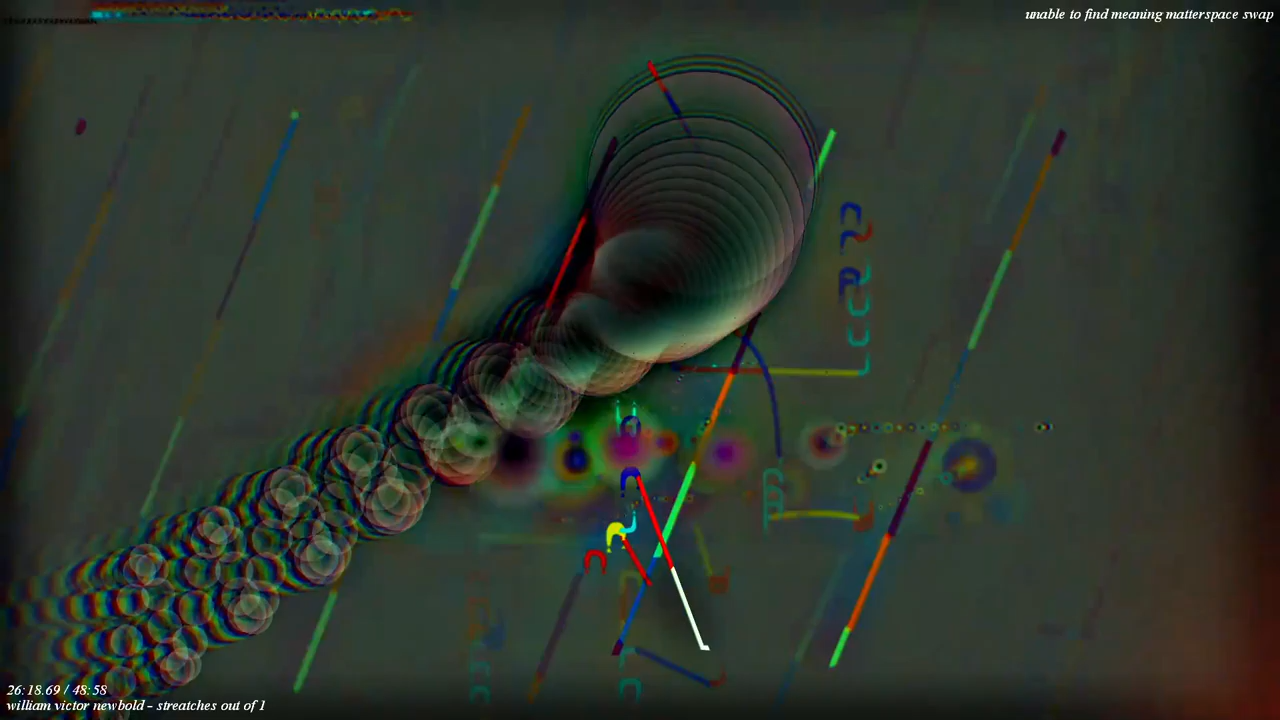 unable to find meaning matterspace swap
26:18.69 / 48:58
william victor newbold - streatches out of 1